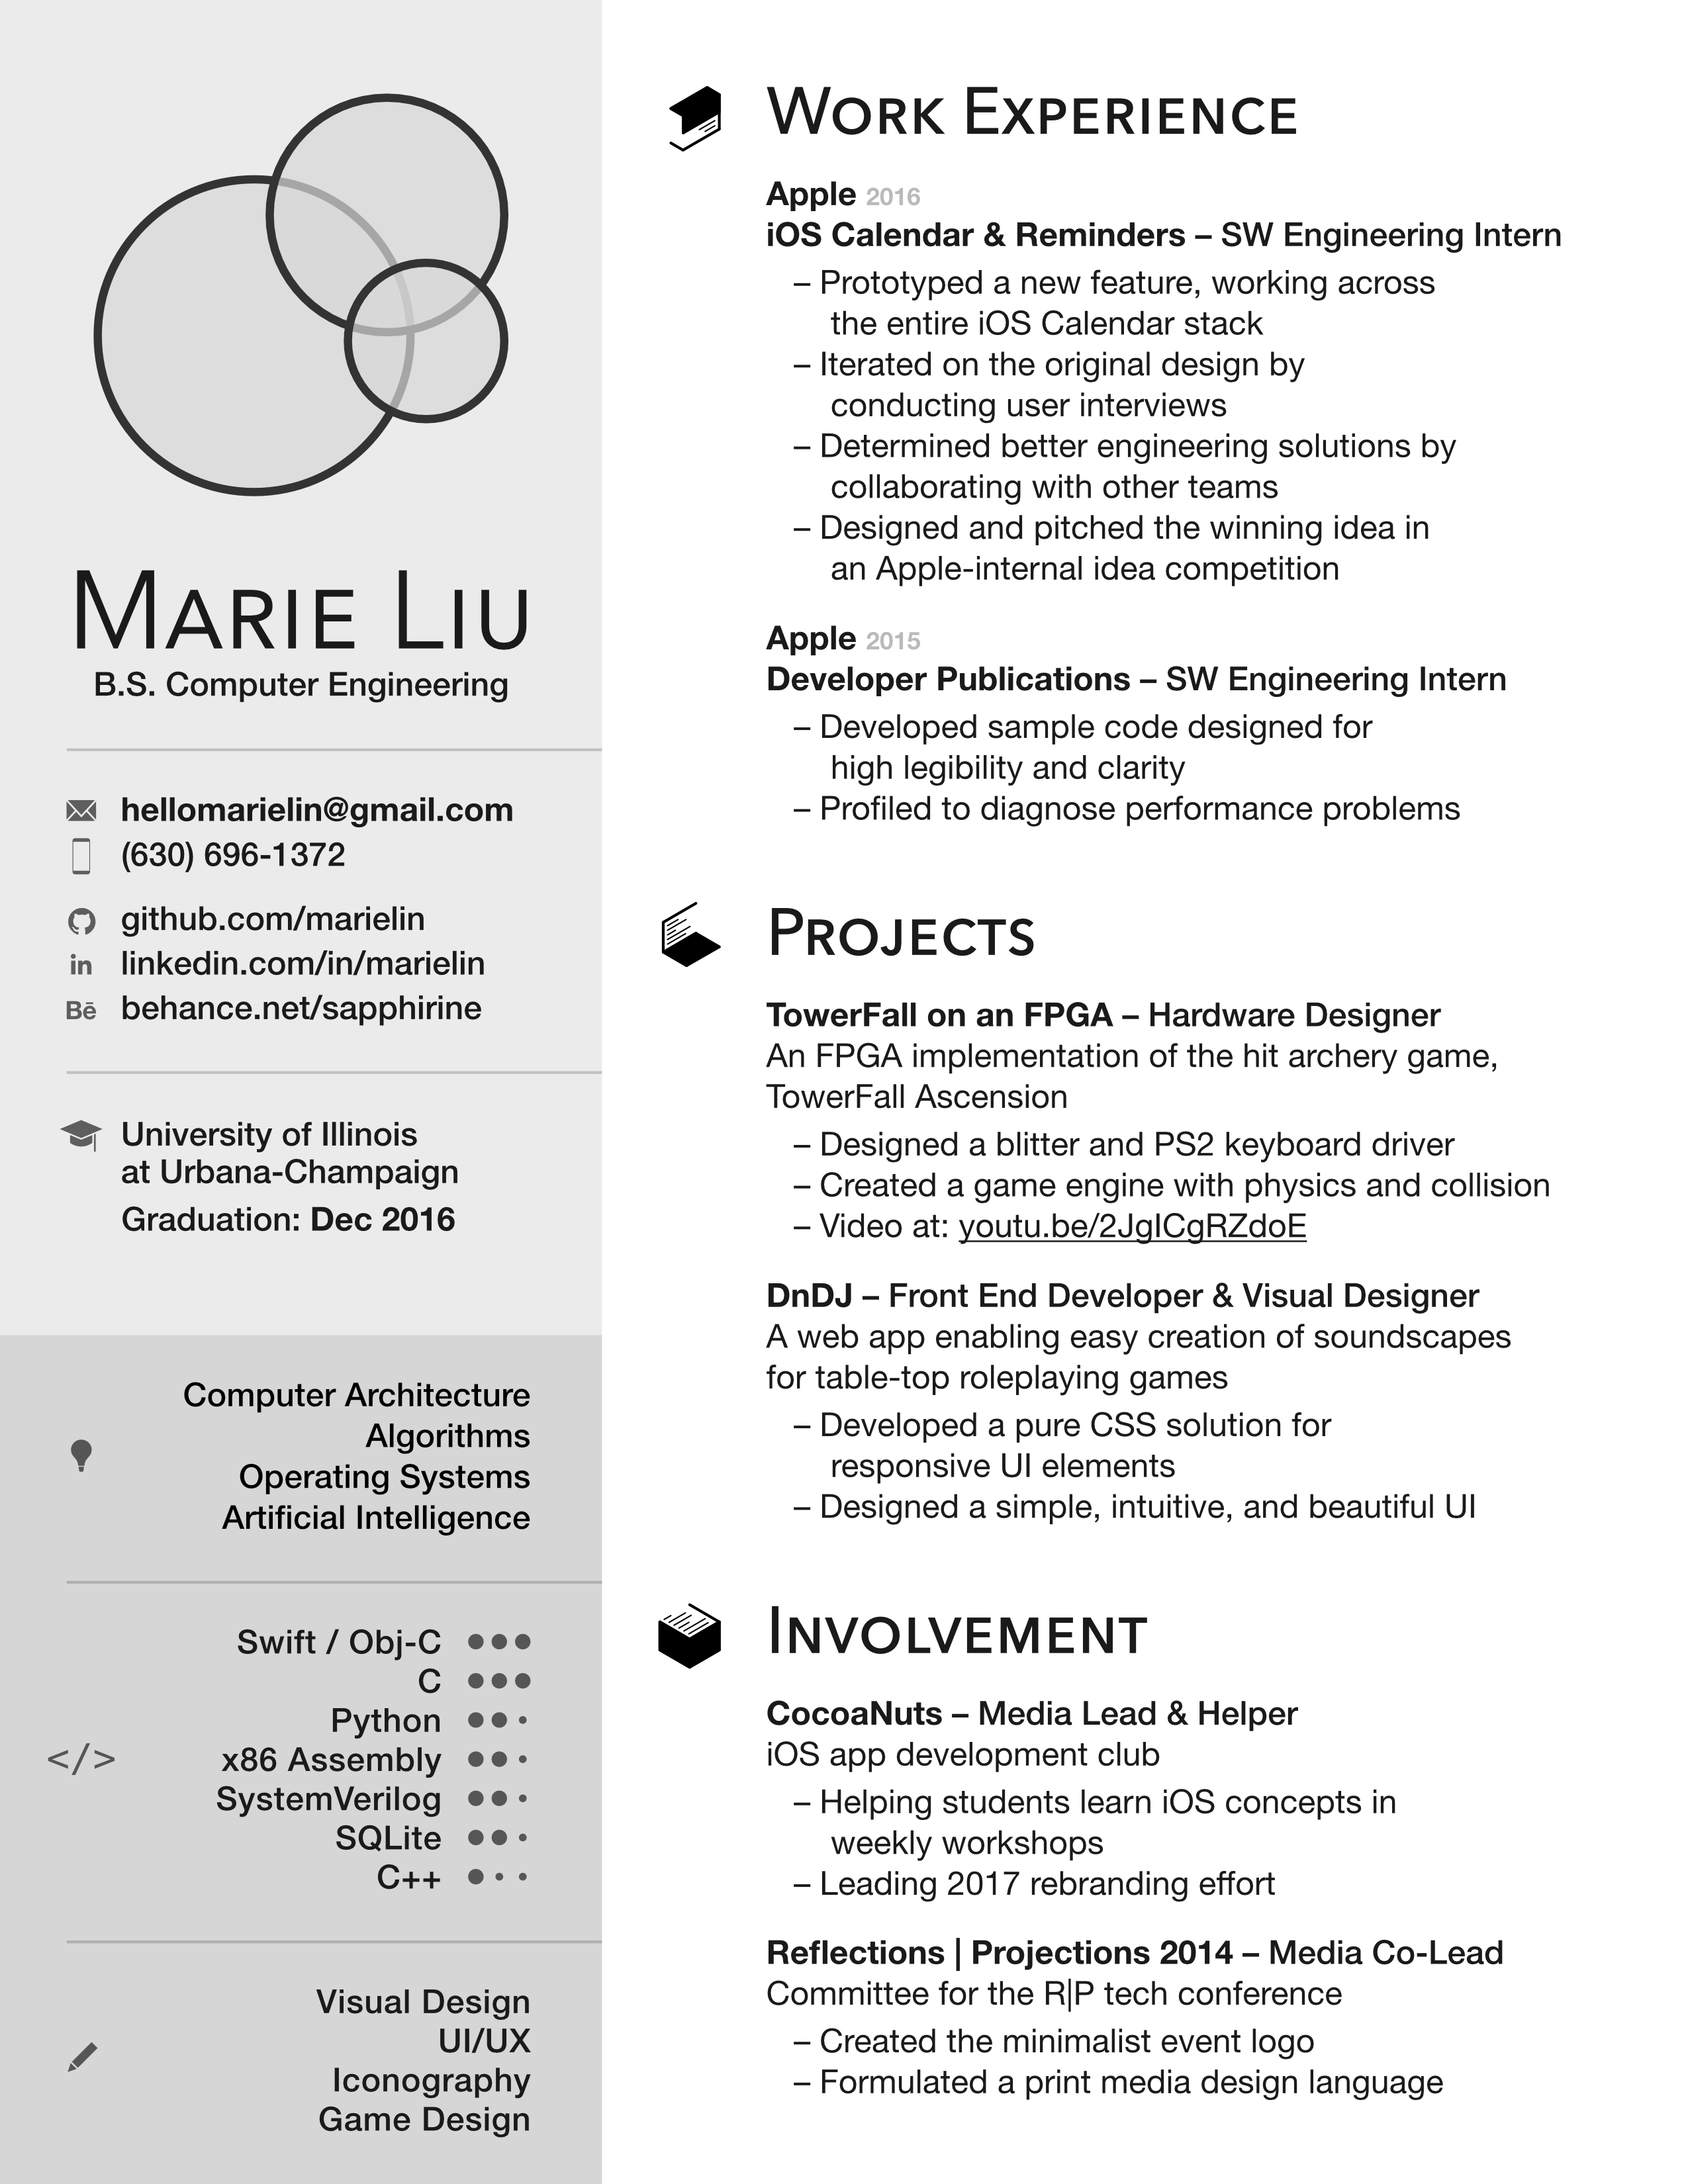 MARIE LIU
B.S. Computer Engineering
hellomarielin@gmail.com
(630) 696-1372
github.com/marielin
in linkedin.com/in/marielin
Bē behance.net/sapphirine
University of Illinois
at Urbana-Champaign
Graduation: Dec 2016
Computer Architecture
Algorithms
Operating Systems
Artificial Intelligence
</>
Swift / Obj-C
C
Python
x86 Assembly
SystemVerilog
SQLite
C++
Visual Design
UI/UX
Iconography
Game Design
WORK EXPERIENCE
Apple 2016
iOS Calendar & Reminders – SW Engineering Intern
– Prototyped a new feature, working across
the entire iOS Calendar stack
– Iterated on the original design by
conducting user interviews
– Determined better engineering solutions by
collaborating with other teams
– Designed and pitched the winning idea in
an Apple-internal idea competition
Apple 2015
Developer Publications – SW Engineering Intern
– Developed sample code designed for
high legibility and clarity
– Profiled to diagnose performance problems
PROJECTS
TowerFall on an FPGA – Hardware Designer
An FPGA implementation of the hit archery game,
TowerFall Ascension
– Designed a blitter and PS2 keyboard driver
– Created a game engine with physics and collision
– Video at: youtu.be/2JgICgRZdoE
DnDJ – Front End Developer & Visual Designer
A web app enabling easy creation of soundscapes
for table-top roleplaying games
– Developed a pure CSS solution for
responsive UI elements
– Designed a simple, intuitive, and beautiful UI
INVOLVEMENT
CocoaNuts – Media Lead & Helper
iOS app development club
– Helping students learn iOS concepts in
weekly workshops
– Leading 2017 rebranding effort
Reflections | Projections 2014 – Media Co-Lead
Committee for the R|P tech conference
– Created the minimalist event logo
– Formulated a print media design language